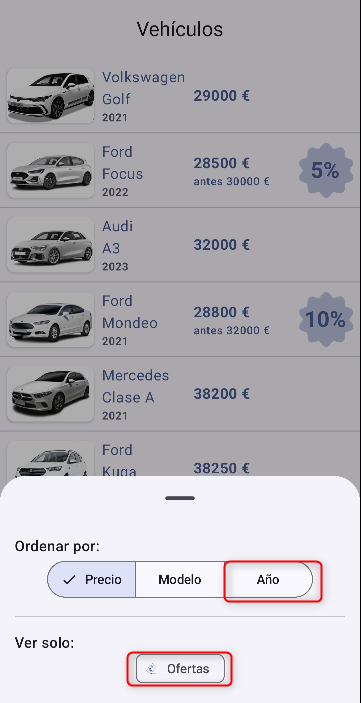 Vehículos
Volkswagen
Golf
2021
29000 €
Ford
Focus
2022
28500 €
antes 30000 €
5%
Audi
A3
2023
32000 €
Ford
Mondeo
2021
28800 €
antes 32000 €
10%
Mercedes
Clase A
2021
38200 €
Ford
Kuga
38250 €
Ordenar por:
Precio Modelo Año
Ver solo:
Ofertas